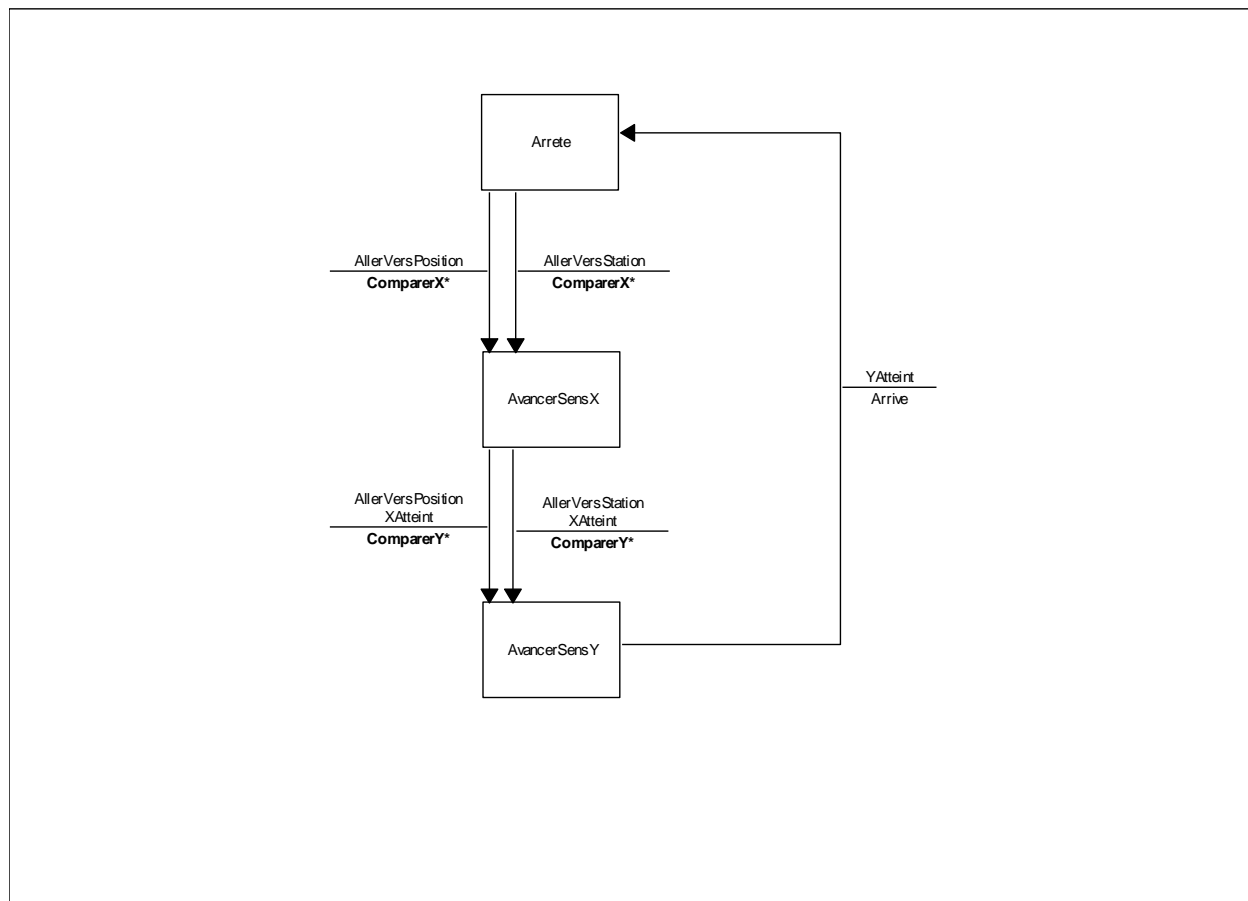 Arrete
AllerVersPosition
ComparerX*
AllerVersStation
ComparerX*
AvancerSensX
YAtteint
Arrive
AllerVersPosition
XAtteint
ComparerY*
AllerVersStation
XAtteint
ComparerY*
AvancerSensY